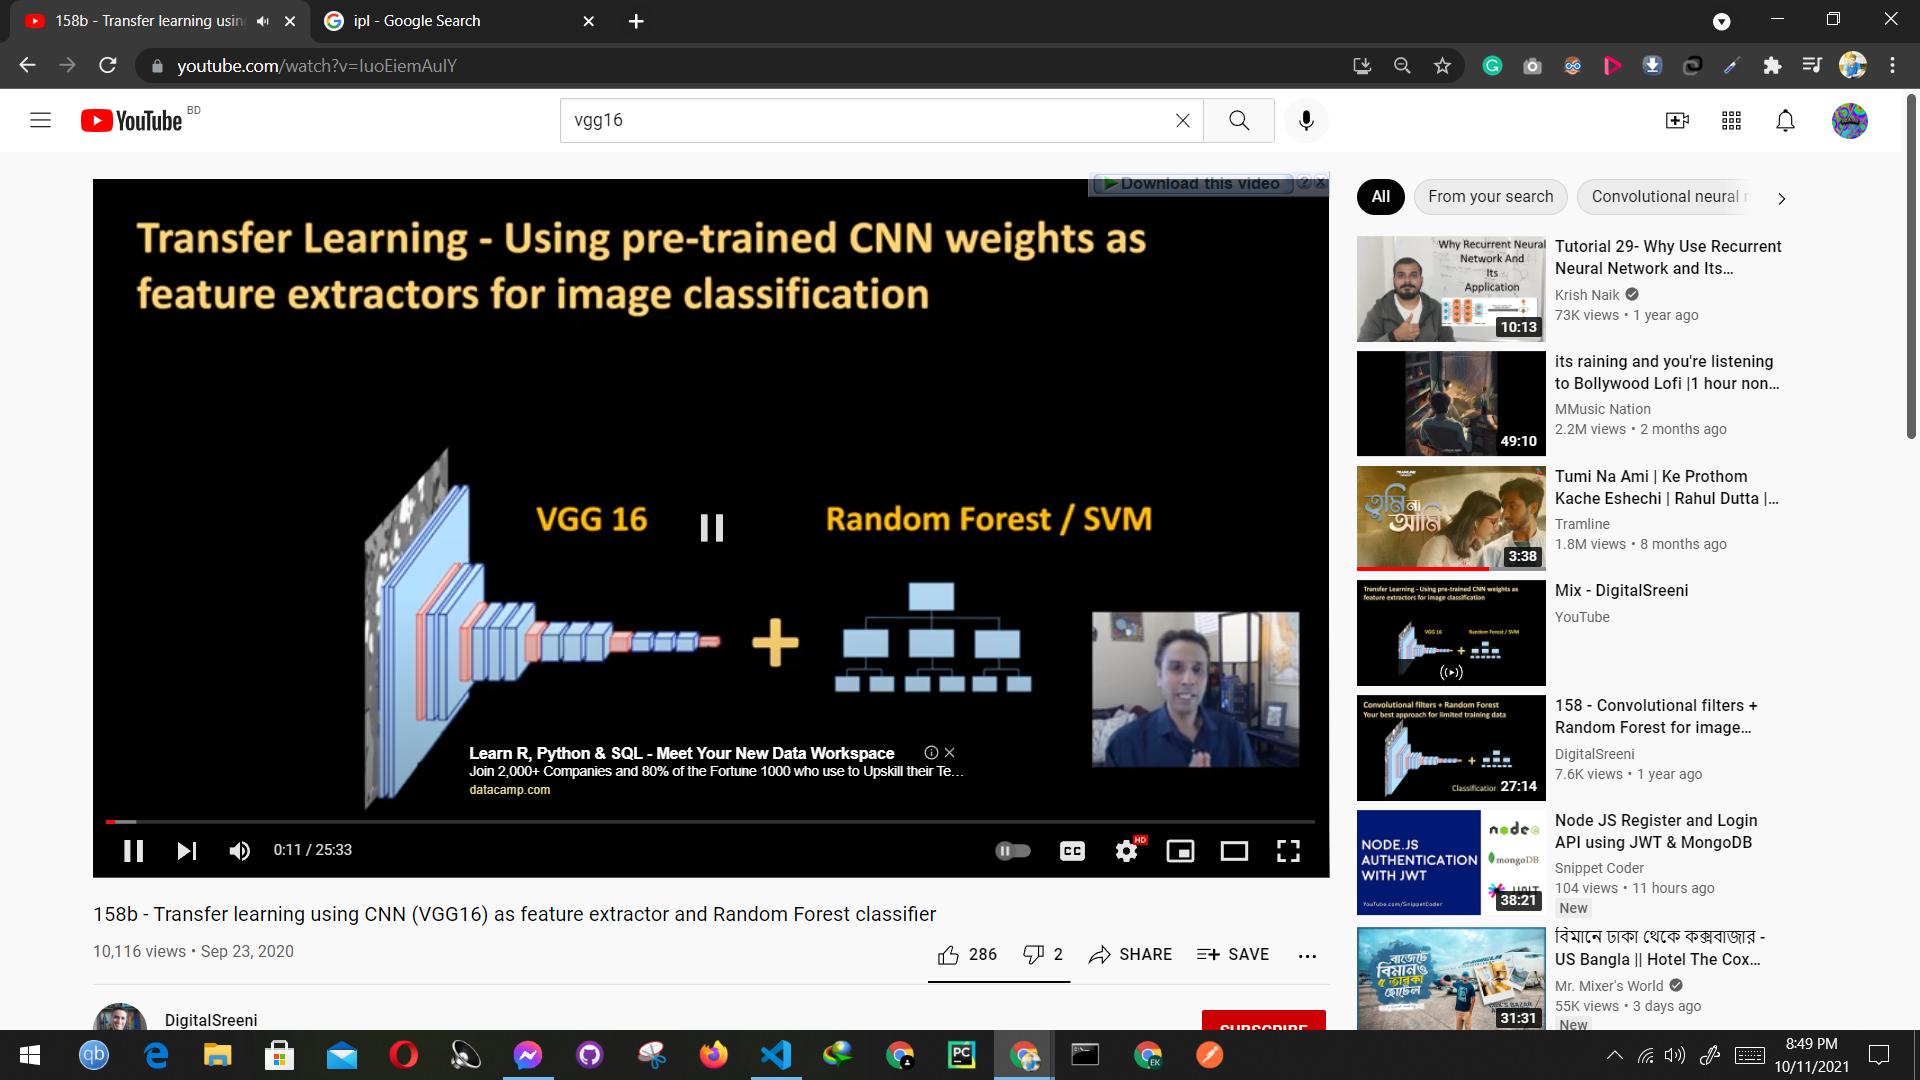 158b - Transfer learning usin
ipl - Google Search
youtube.com/watch?v=IuoEiemAuIY
YouTube BD
vgg16
Download this video ? X
Transfer Learning - Using pre-trained CNN weights as
feature extractors for image classification
VGG 16
Random Forest / SVM
Learn R, Python & SQL - Meet Your New Data Workspace
Join 2,000+ Companies and 80% of the Fortune 1000 who use to Upskill their Te…
datacamp.com
0:11 / 25:33
CC
HD
158b - Transfer learning using CNN (VGG16) as feature extractor and Random Forest classifier
10,116 views • Sep 23, 2020
286 2 SHARE SAVE
DigitalSreeni
SUBSCRIBE
All From your search Convolutional neural
Why Recurrent Neural
Network And
Its
Application
10:13
Tutorial 29- Why Use Recurrent
Neural Network and Its…
Krish Naik
73K views • 1 year ago
49:10
its raining and you're listening
to Bollywood Lofi |1 hour non…
MMusic Nation
2.2M views • 2 months ago
তুমি না
আমি
3:38
Tumi Na Ami | Ke Prothom
Kache Eshechi | Rahul Dutta |…
Tramline
1.8M views • 8 months ago
Transfer Learning - Using pre-trained CNN weights as
feature extractors for image classification
VGG 16
Random Forest / SVM
Mix - DigitalSreeni
YouTube
Convolutional filters + Random Forest
Your best approach for limited training data
Classification
27:14
158 - Convolutional filters +
Random Forest for image…
DigitalSreeni
7.6K views • 1 year ago
NODE.JS
AUTHENTICATION
WITH JWT
YouTube.com/SnippetCoder
node
mongoDB
38:21
Node JS Register and Login
API using JWT & MongoDB
Snippet Coder
104 views • 11 hours ago
New
বাজেটে
বিমানও
৫ তারকা
হোটেল
31:31
বিমানে ঢাকা থেকে কক্সবাজার -
US Bangla || Hotel The Cox…
Mr. Mixer's World
55K views • 3 days ago
New
qb
PC
EK
8:49 PM
10/11/2021